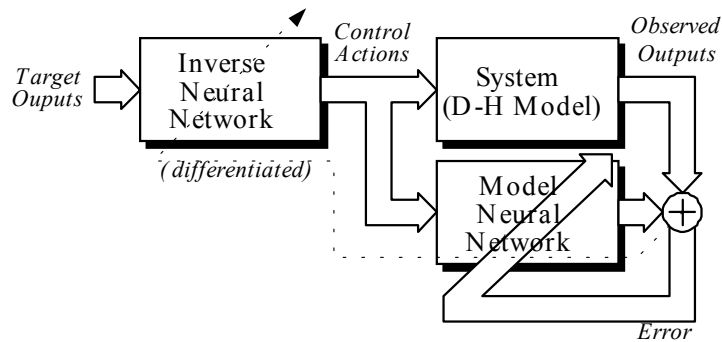 Target
Ouputs
Inverse
Neural
Network
(differentiated)
Control
Actions
System
(D-H Model)
Observed
Outputs
Model
Neural
Network
Error